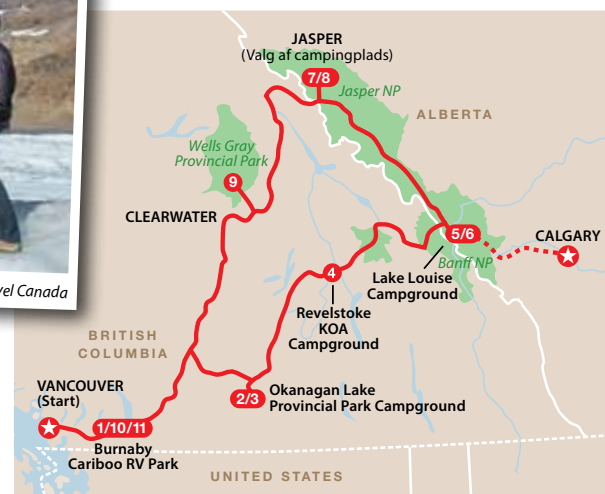 JASPER
(Valg af campingplads)
7/8
Jasper NP
ALBERTA
Wells Gray
Provincial Park
9
CLEARWATER
5/6
CALGARY
Banff NP
Lake Louise
Campground
4
Revelstoke
KOA
Campground
vel Canada
BRITISH
COLUMBIA
VANCOUVER
(Start)
2/3
Okanagan Lake
Provincial Park Campground
1/10/11
Burnaby
Cariboo RV Park
UNITED STATES